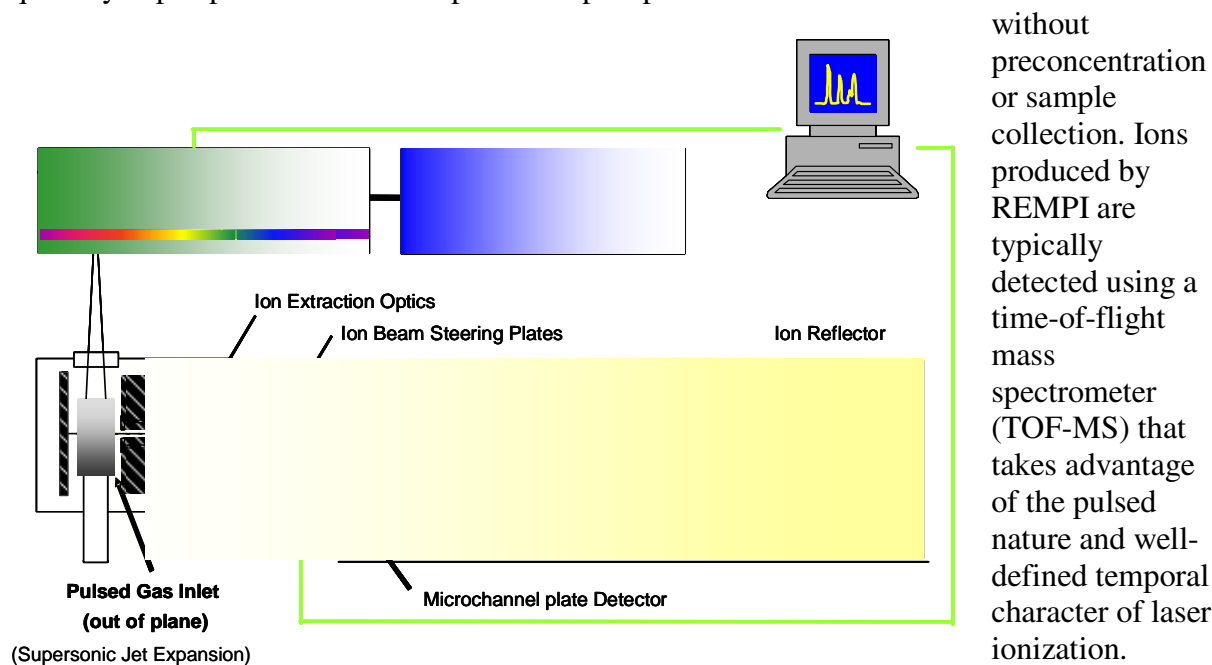 without
preconcentration
or sample
collection. Ions
produced by
REMPI are
typically
detected using a
time-of-flight
mass
spectrometer
(TOF-MS) that
takes advantage
of the pulsed
nature and well-
defined temporal
character of laser
ionization.
Ion Extraction Optics
Ion Beam Steering Plates
Ion Reflector
Pulsed Gas Inlet
(out of plane)
(Supersonic Jet Expansion)
Microchannel plate Detector